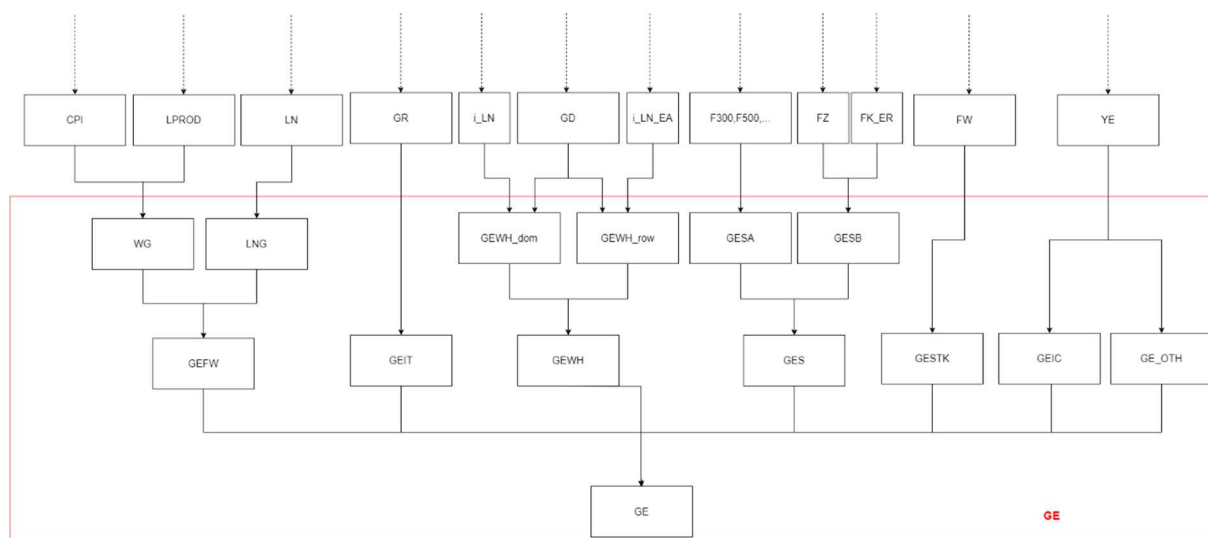 CPI
LPROD
LN
GR
i_LN
GD
i_LN_EA
F300,F500,...
FZ
FK_ER
FW
YE
WG
LNG
GEWH_dom
GEWH_row
GESA
GESB
GEFW
GEIT
GEWH
GES
GESTK
GEIC
GE_OTH
GE
GE